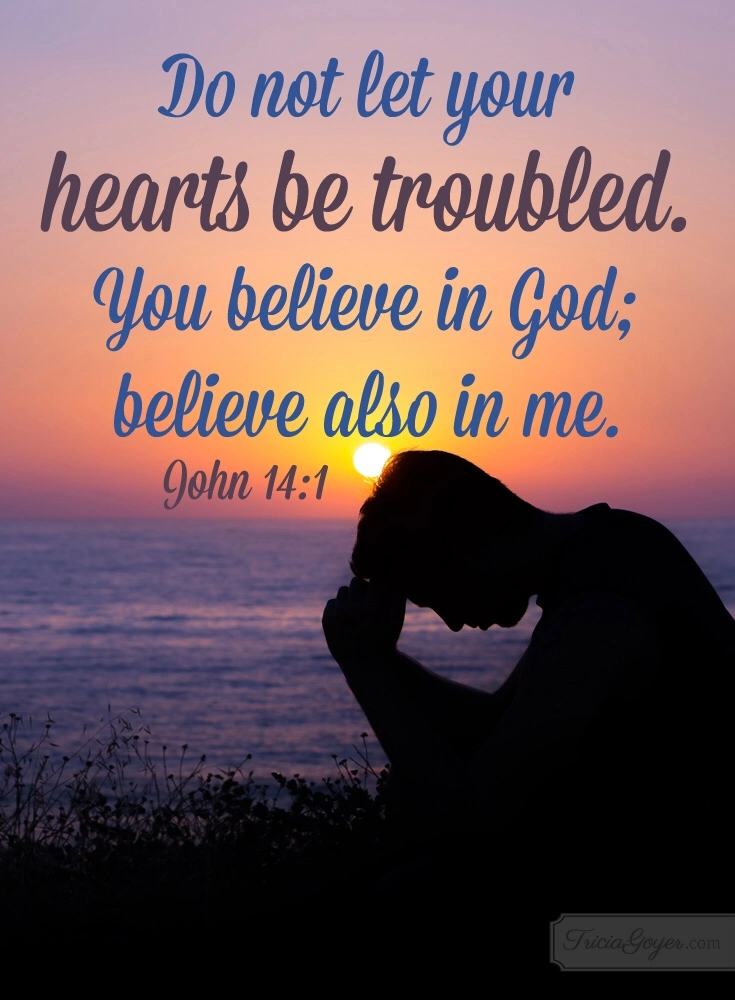 Do not let your
hearts be troubled.
You believe in God;
believe also in me.
John 14:1
TriciaGoyer.com